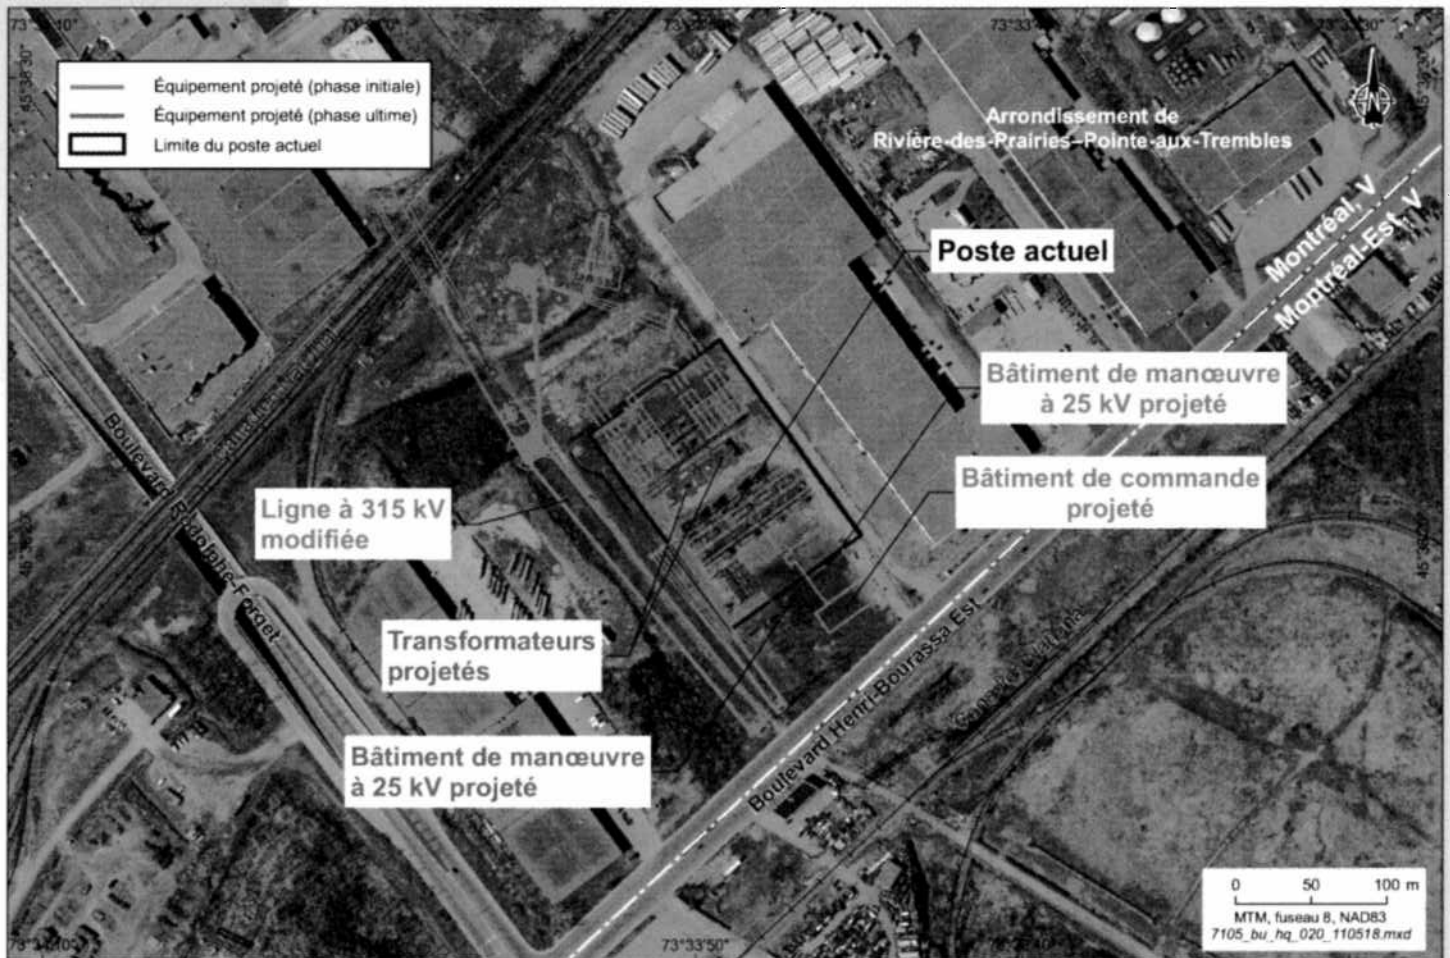 Équipement projeté (phase initiale)
Équipement projeté (phase ultime)
Limite du poste actuel
Arrondissement de
Rivière-des-Prairies–Pointe-aux-Trembles
Montréal, V
Montréal-Est, V
Poste actuel
Bâtiment de manœuvre
à 25 kV projeté
Bâtiment de commande
projeté
Ligne à 315 kV
modifiée
Boulevard Rodolphe-Forget
Transformateurs
projetés
Bâtiment de manœuvre
à 25 kV projeté
Boulevard Henri-Bourassa Est
0 50 100 m
MTM, fuseau 8, NAD83
7105_bu_hq_020_110518.mxd
73°33'50"